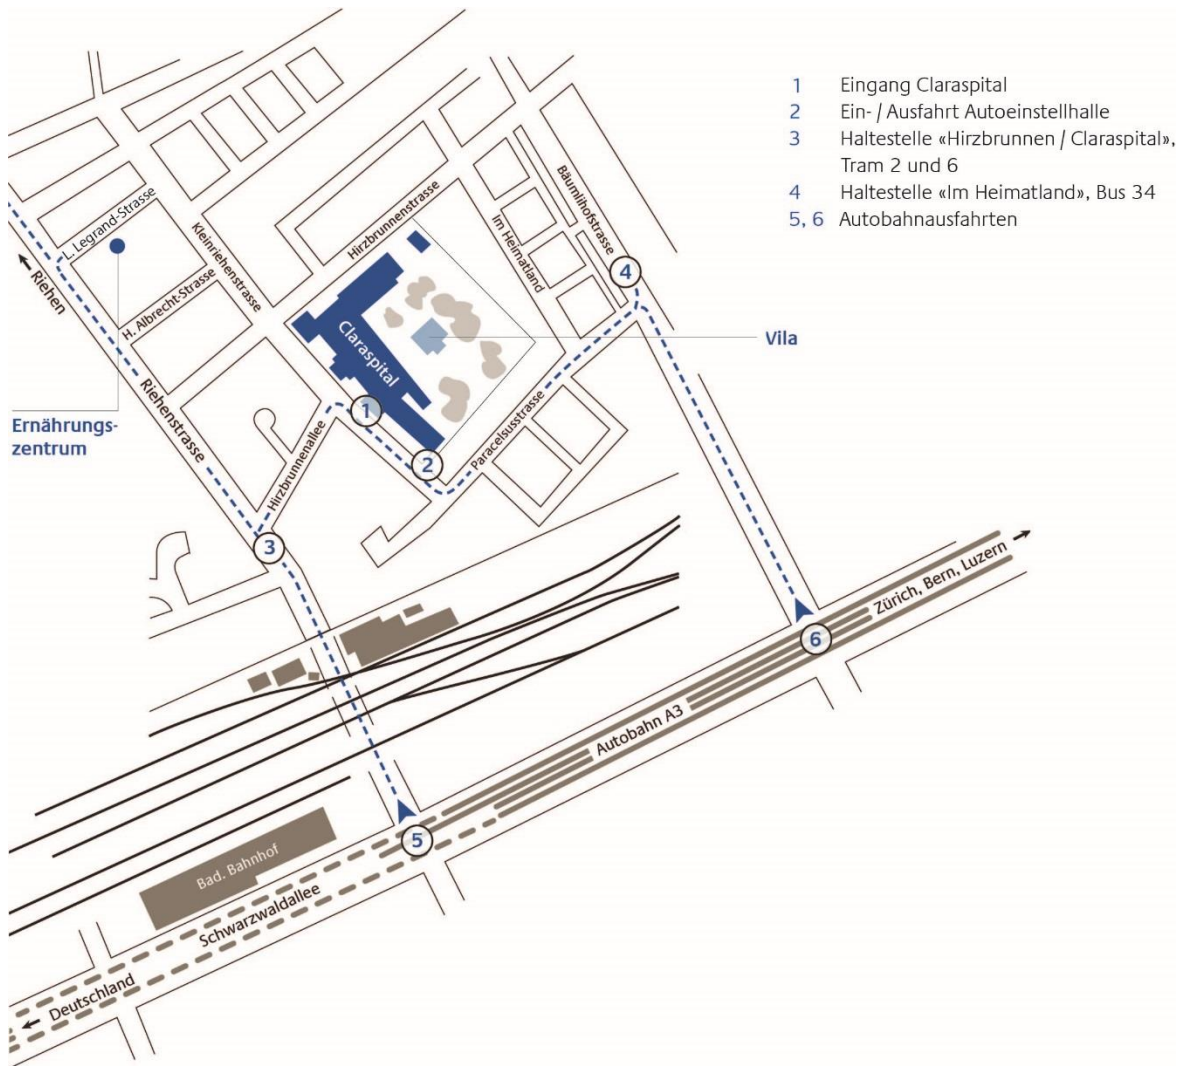 1 Eingang Claraspital
2 Ein- / Ausfahrt Autoeinstellhalle
3 Haltestelle «Hirzbrunnen / Claraspital»,
Tram 2 und 6
4 Haltestelle «Im Heimatland», Bus 34
5, 6 Autobahnausfahrten
L. Legrand-Strasse
Kleinriehenstrasse
Hirzbrunnenstrasse
Im Heimatland
Bäumlihofstrasse
4
Riehen
H. Albrecht-Strasse
Claraspital
Vila
Ernährungs-
zentrum
Riehenstrasse
1
Hirzbrunnenallee
2
Paracelsusstrasse
3
Zürich, Bern, Luzern
6
Autobahn A3
5
Bad. Bahnhof
Schwarzwaldallee
Deutschland